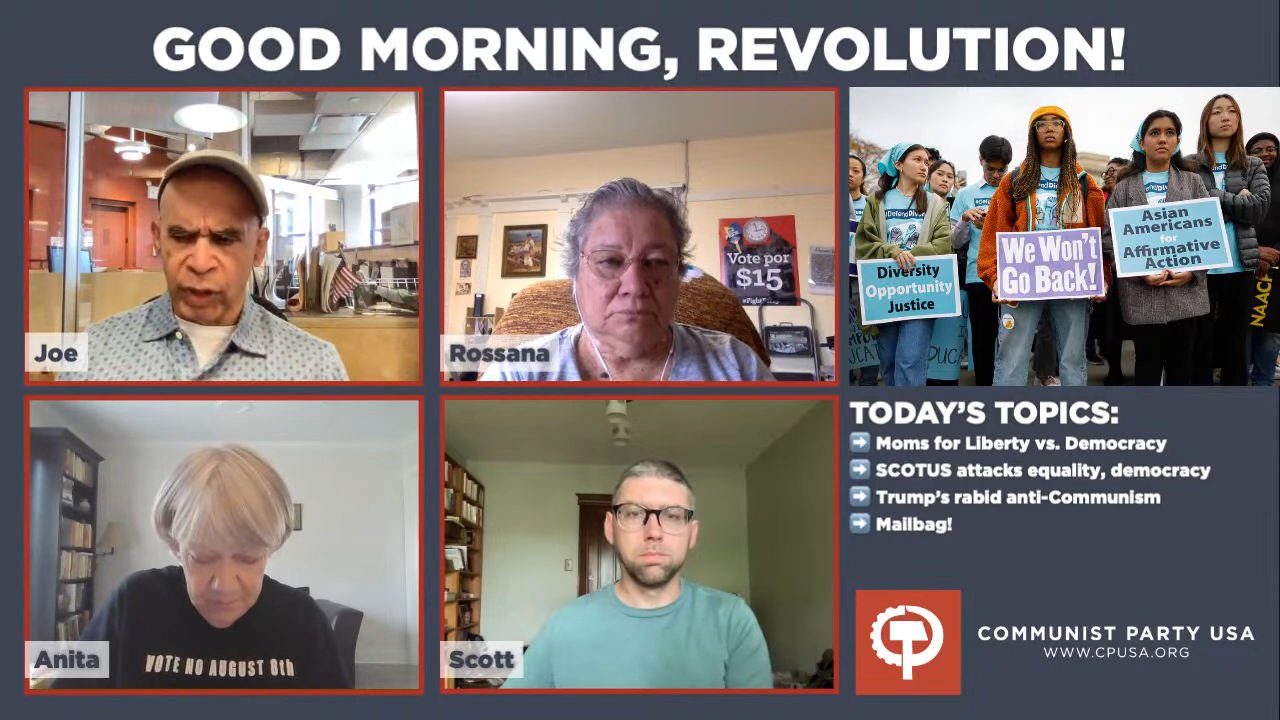 GOOD MORNING, REVOLUTION!
Joe
Vote por
$15
Rossana
#DefendDiv
Diversity
Opportunity
Justice
We Won't
Go Back!
Asian
Americans
for
Affirmative
Action
NAACP
TODAY'S TOPICS:
Moms for Liberty vs. Democracy
SCOTUS attacks equality, democracy
Trump's rabid anti-Communism
Mailbag!
VOTE NO AUGUST 8th
Anita
Scott
COMMUNIST PARTY USA
WWW.CPUSA.ORG